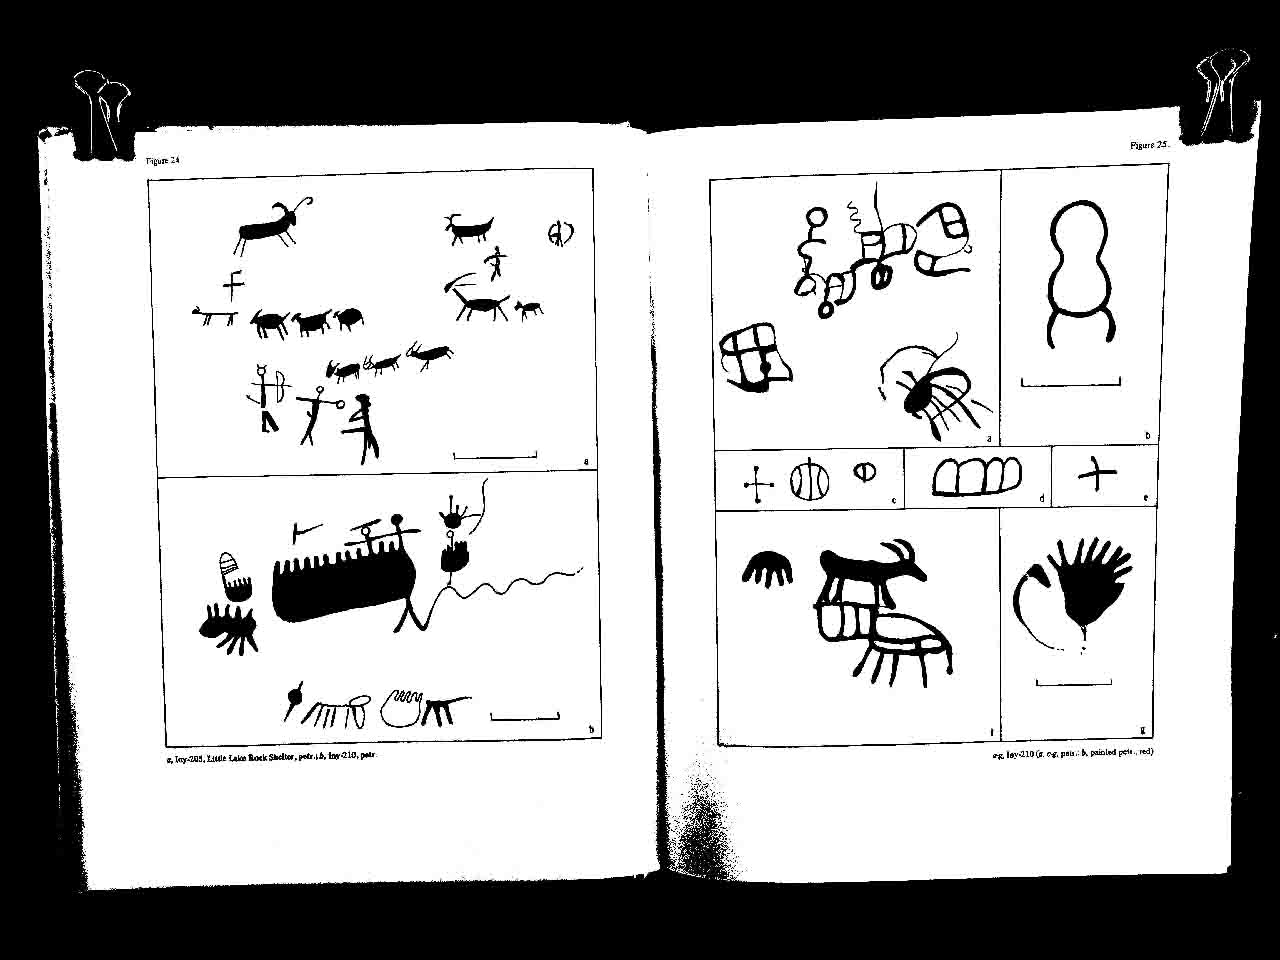 Figure 24
a
b
a, Iny-205, Little Lake Rock Shelter, petr.; b, Iny-210, petr.
Figure 25.
a
b
c
d
e
f
g
a-g, Iny-210 (a, c-g, petr.; b, painted petr., red)